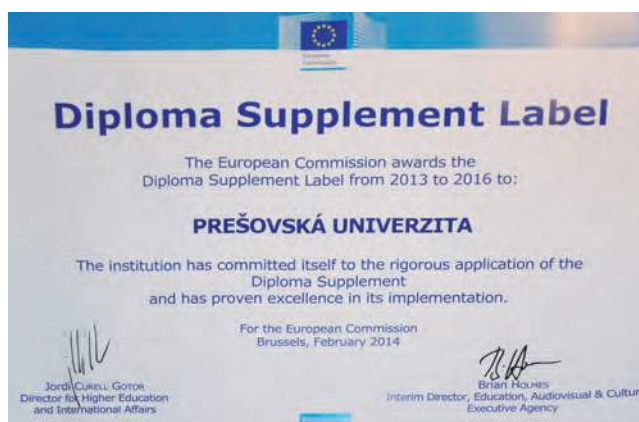 European
Commission
Diploma Supplement Label
The European Commission awards the
Diploma Supplement Label from 2013 to 2016 to:
PREŠOVSKÁ UNIVERZITA
The institution has committed itself to the rigorous application of the
Diploma Supplement
and has proven excellence in its implementation.
For the European Commission
Brussels, February 2014
Jordi CURELL GOTOR
Director for Higher Education
and International Affairs
Brian HOLMES
Interim Director, Education, Audiovisual & Cultur
Executive Agency